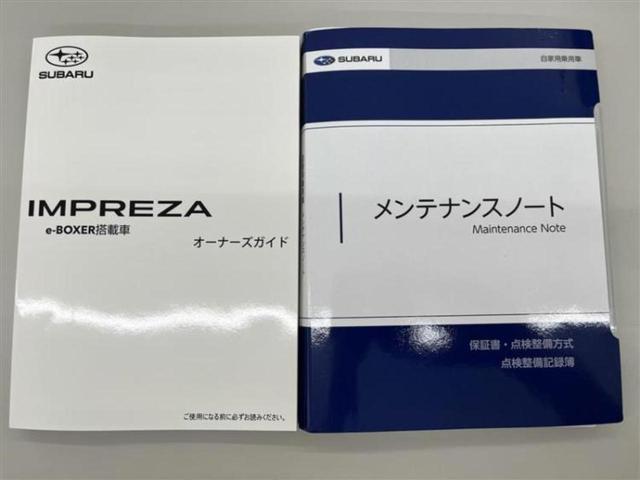 SUBARU
IMPREZA
e-BOXER搭載車
オーナーズガイド
ご使用になる前に必ずお読みください。
SUBARU
自家用乗用車
メンテナンスノート
Maintenance Note
保証書・点検整備方式
点検整備記録簿